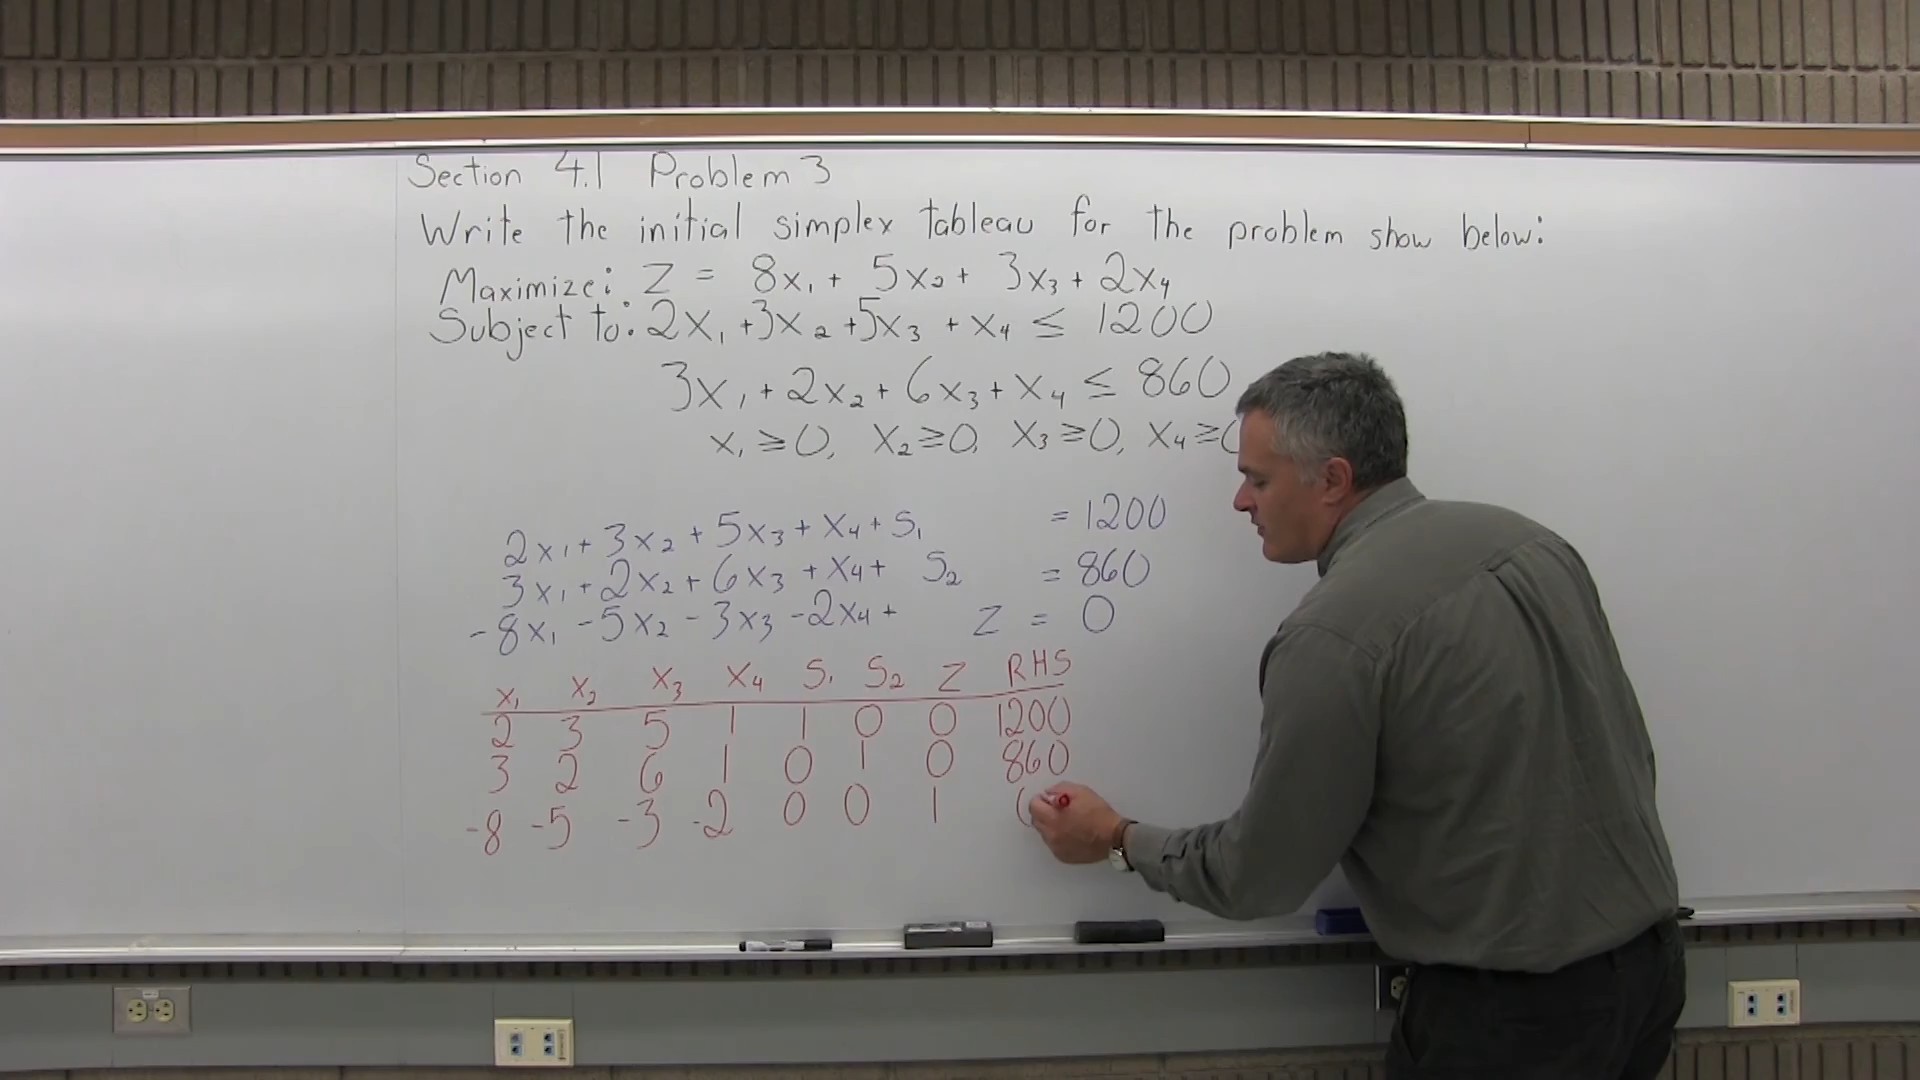 Section 4.1 Problem 3
Write the initial simplex tableau for the problem show below:
Maximize: Z = 8x₁ + 5x₂ + 3x₃ + 2x₄
Subject to: 2x₁ + 3x₂ + 5x₃ + x₄ ≤ 1200
3x₁ + 2x₂ + 6x₃ + x₄ ≤ 860
x₁ ≥ 0, x₂ ≥ 0, x₃ ≥ 0, x₄ ≥ 0
2x₁ + 3x₂ + 5x₃ + x₄ + S₁ = 1200
3x₁ + 2x₂ + 6x₃ + x₄ + S₂ = 860
-8x₁ - 5x₂ - 3x₃ - 2x₄ + Z = 0
x₁ x₂ x₃ x₄ S₁ S₂ Z RHS
2 3 5 1 1 0 0 1200
3 2 6 1 0 1 0 860
-8 -5 -3 -2 0 0 1